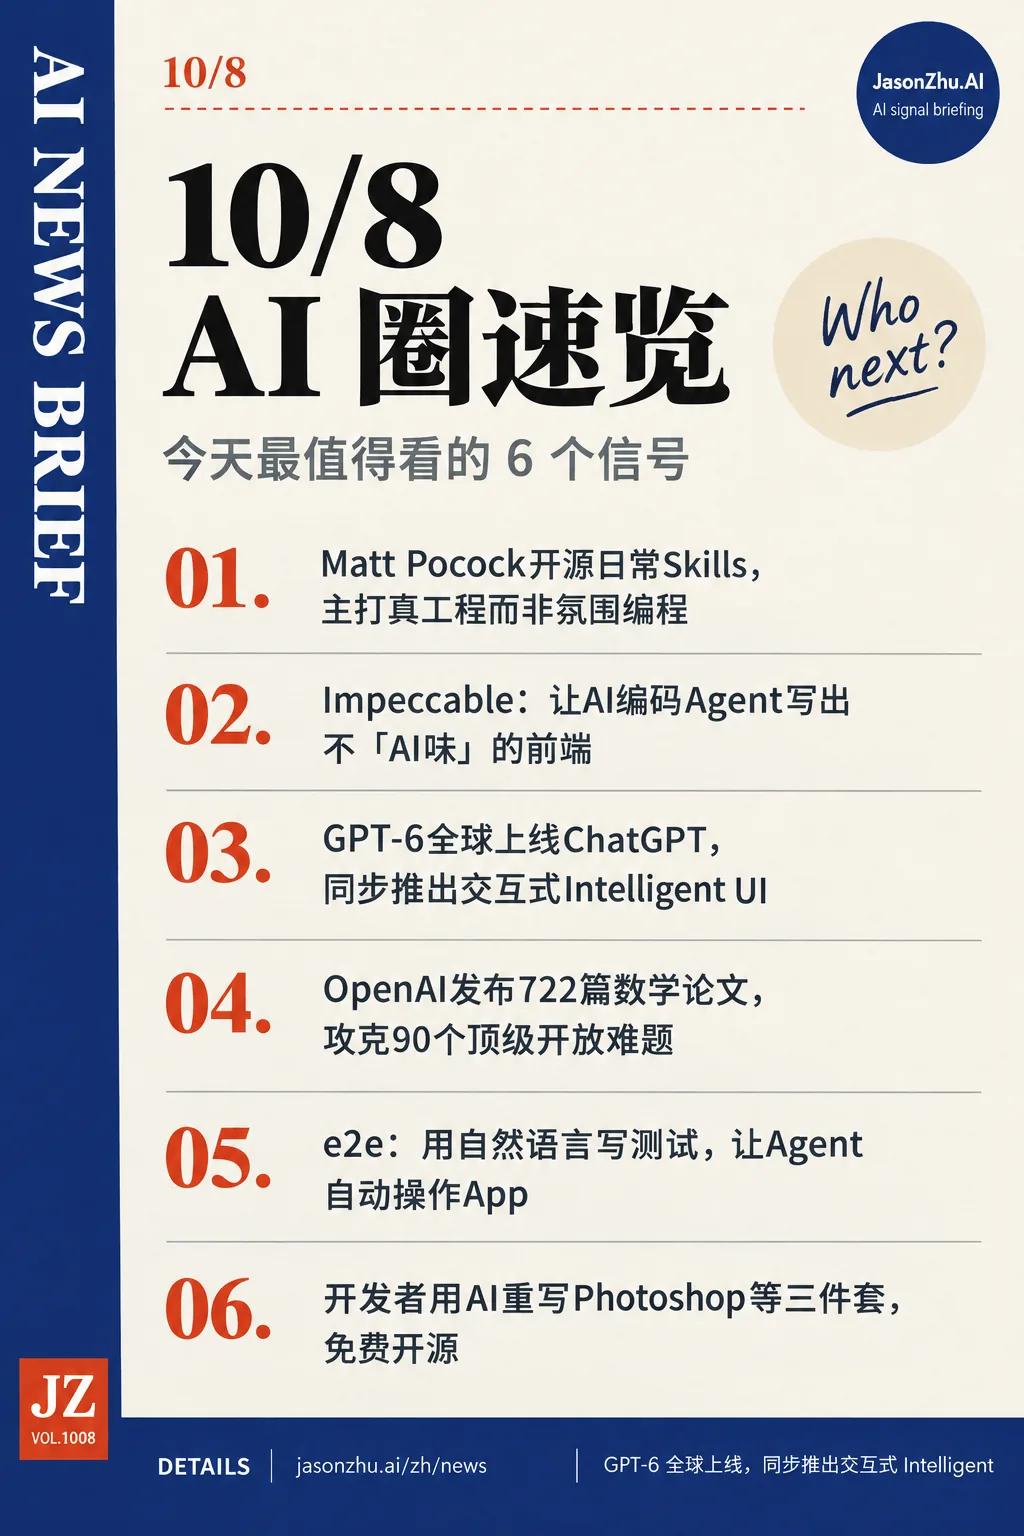 AI NEWS BRIEF
10/8
JasonZhu.AI
AI signal briefing
10/8
AI 圈速览
Who
next?
今天最值得看的 6 个信号
01.
Matt Pocock开源日常Skills，
主打真工程而非氛围编程
02.
Impeccable：让AI编码Agent写出
不「AI味」的前端
03.
GPT-6全球上线ChatGPT，
同步推出交互式Intelligent UI
04.
OpenAI发布722篇数学论文，
攻克90个顶级开放难题
05.
e2e：用自然语言写测试，让Agent
自动操作App
06.
开发者用AI重写Photoshop等三件套，
免费开源
JZ
VOL.1008
DETAILS
jasonzhu.ai/zh/news
GPT-6 全球上线，同步推出交互式 Intelligent